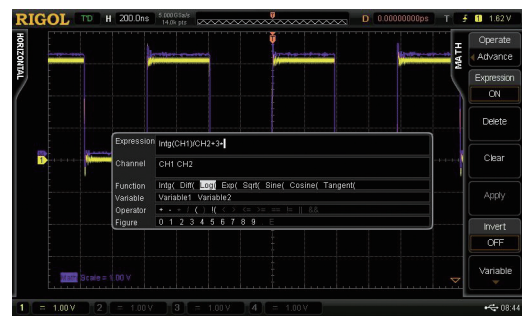 RIGOL T'D H 200.0ns 5.000GSa/s 14.0k pts D 0.00000000ps T 1 1.62 V
HORIZONTAL
MATH
Operate
Advance
Expression
ON
Delete
Clear
Apply
Invert
OFF
Variable
Expression Intg(CH1)/CH2+3+
Channel CH1 CH2
Function Intg( Diff( Log( Exp( Sqrt( Sine( Cosine( Tangent(
Variable Variable1 Variable2
Operator + - * / ( ) !( < > <= >= == != || &&
Figure 0 1 2 3 4 5 6 7 8 9 . E
Scale = 1.00 V
1 = 1.00 V 2 = 1.00 V 3 = 1.00 V 4 = 1.00 V 08:44